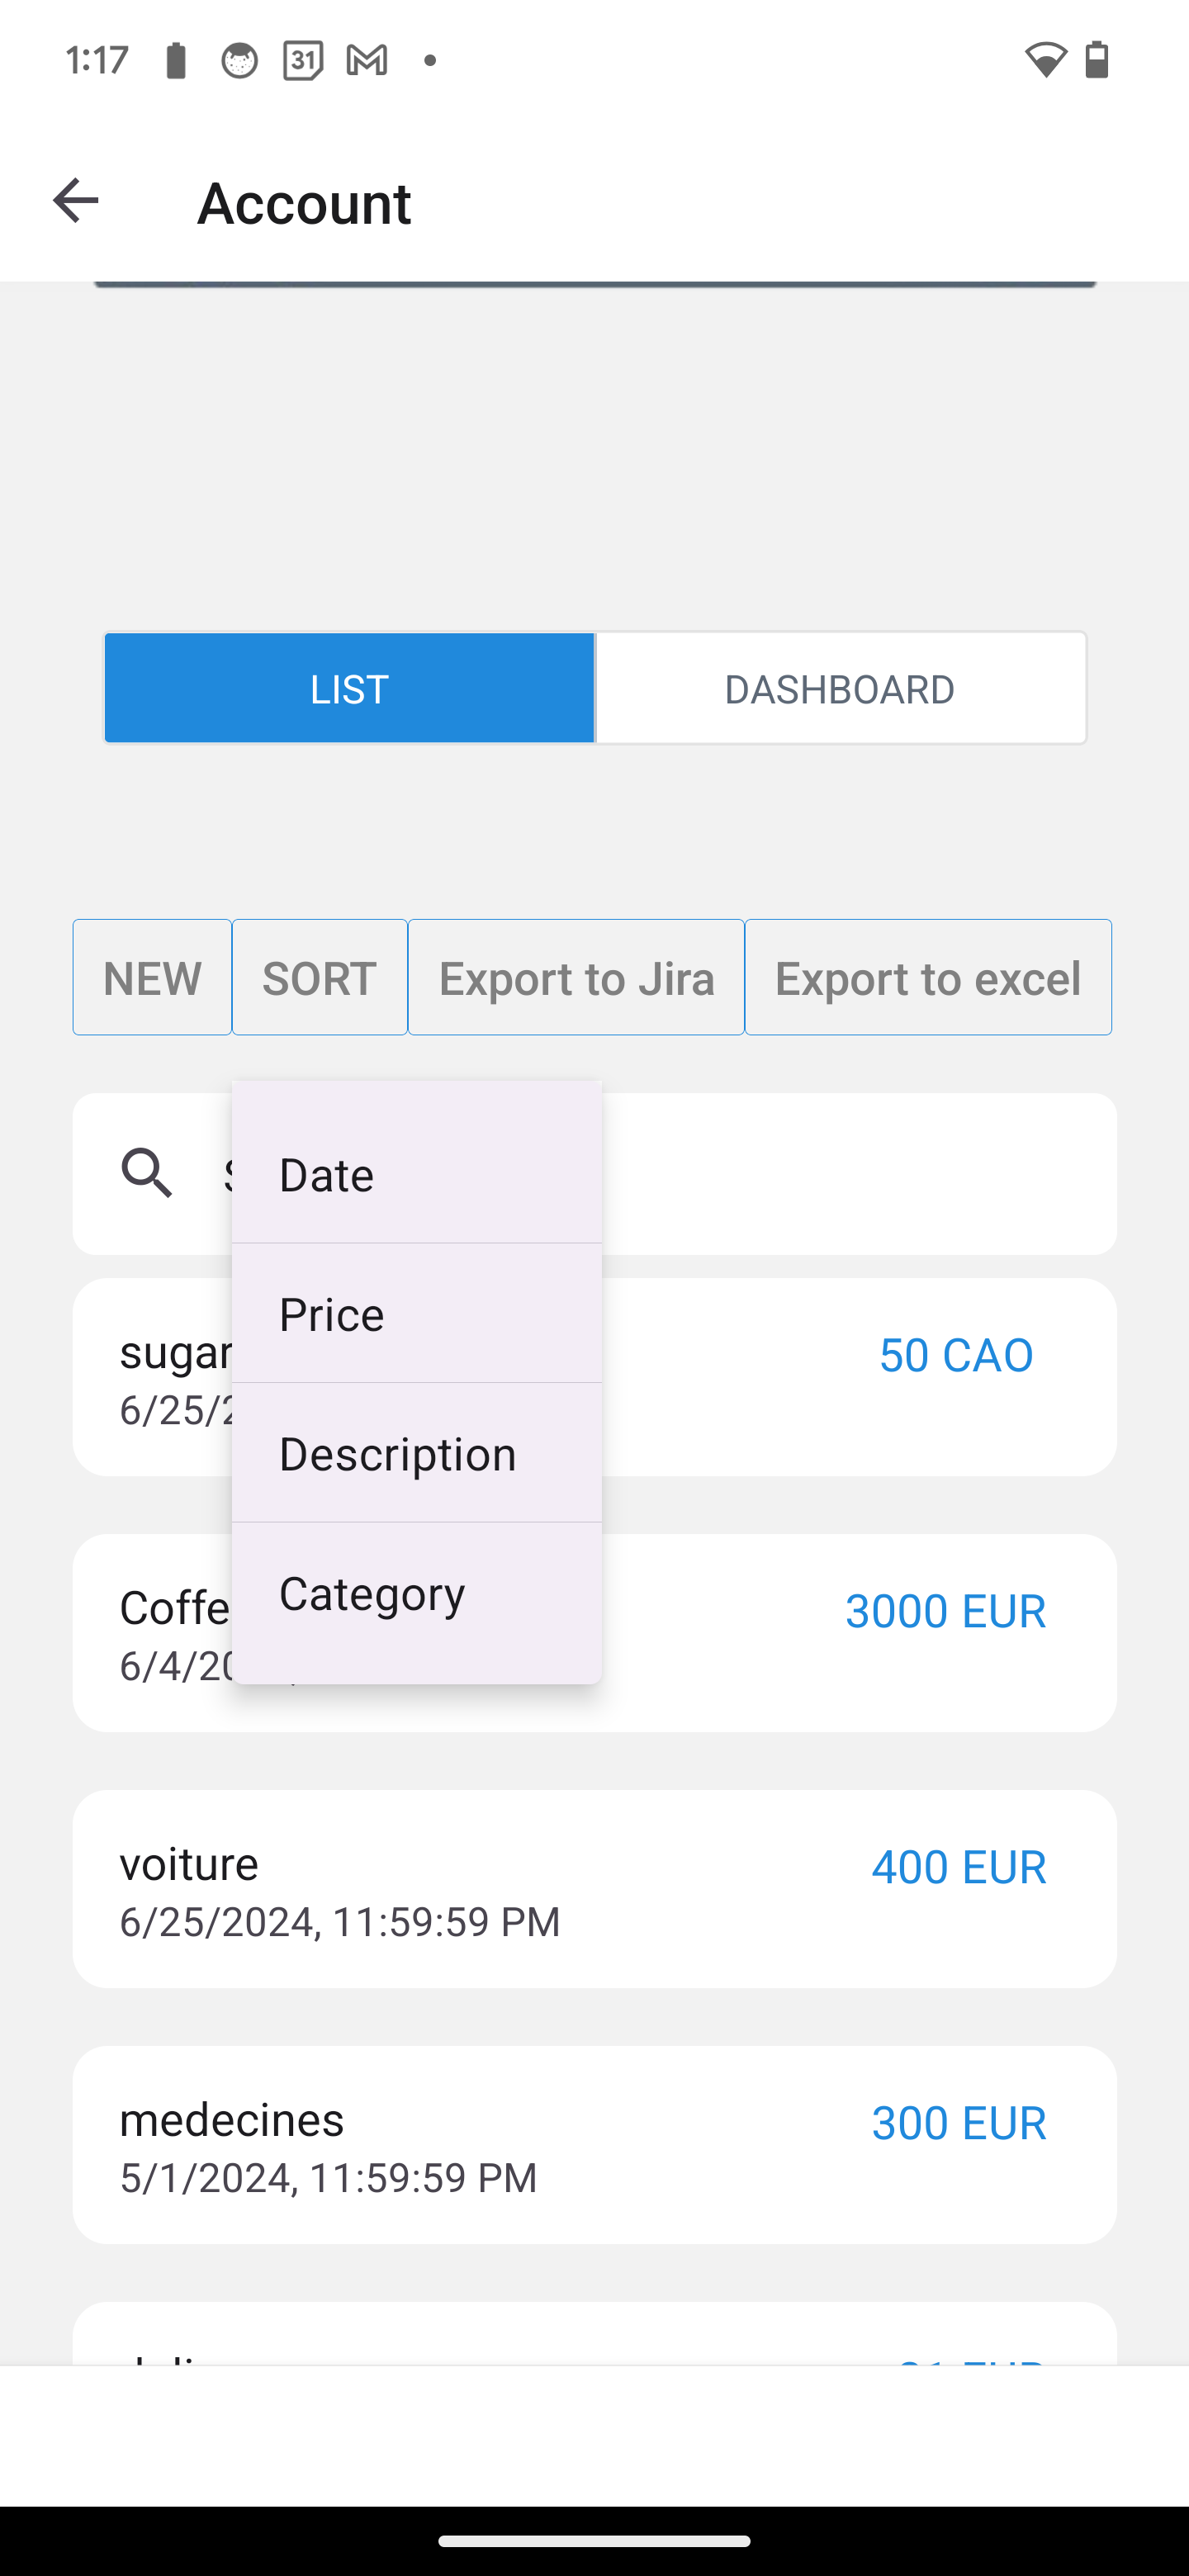 1:17 31
Account
LIST DASHBOARD
NEW SORT Export to Jira Export to excel
Date
Price
Description
Category
sugar 50 CAO
6/25/2
Coffe 3000 EUR
6/4/20
voiture 400 EUR
6/25/2024, 11:59:59 PM
medecines 300 EUR
5/1/2024, 11:59:59 PM